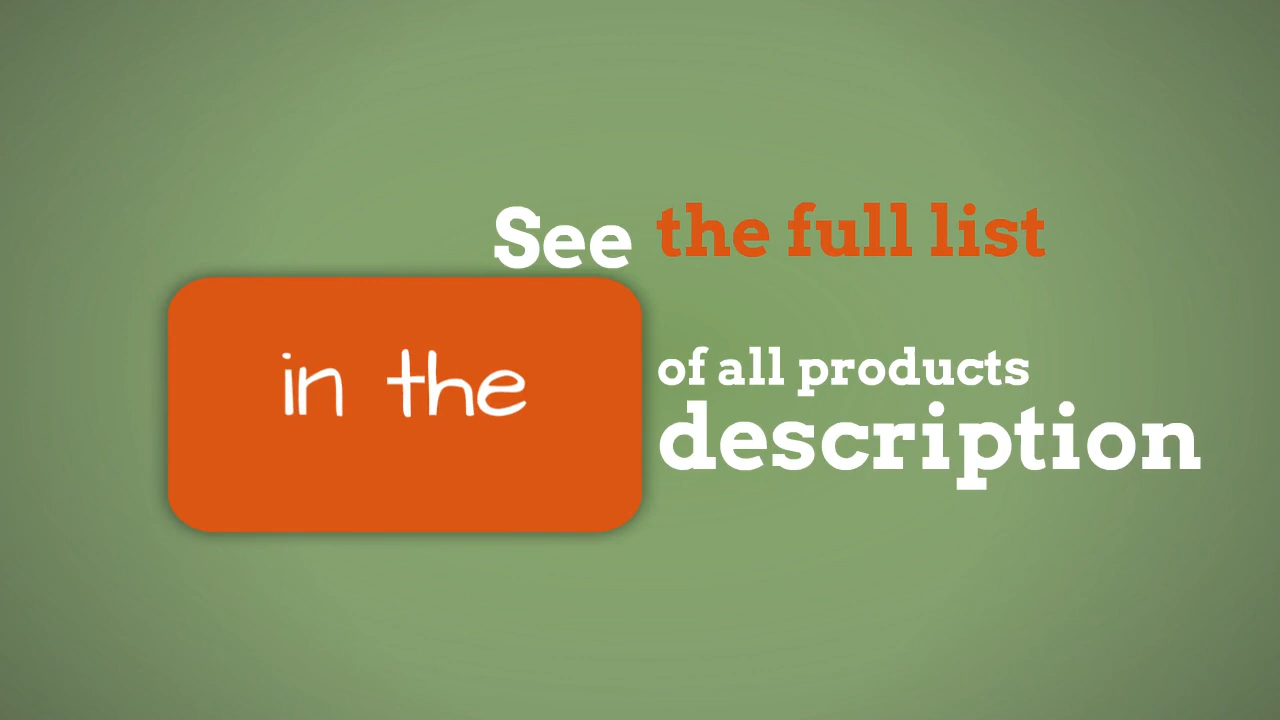 See the full list
of all products
in the
description